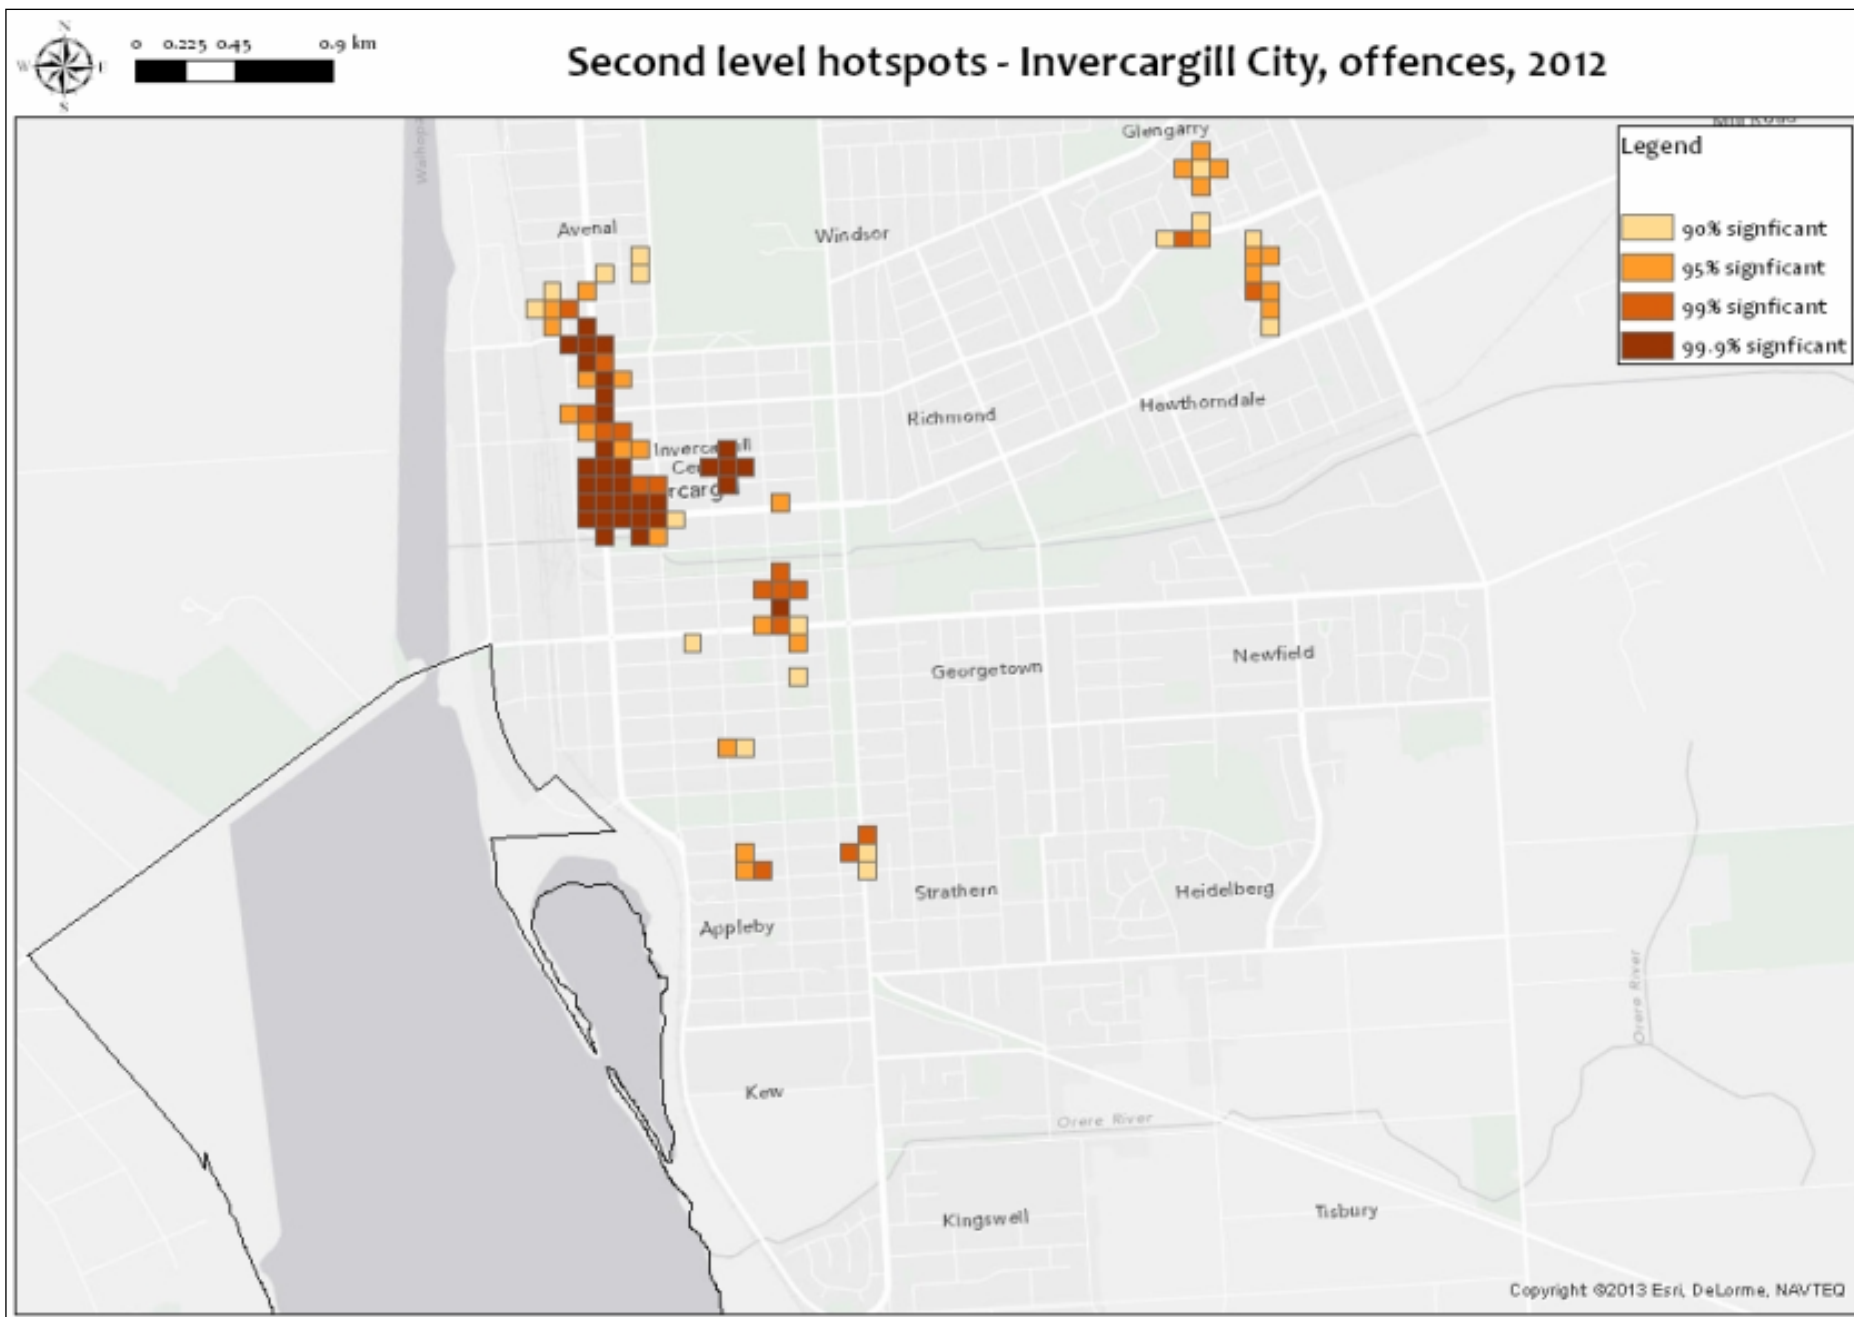 N
W E
S
0 0.225 0.45 0.9 km
Second level hotspots - Invercargill City, offences, 2012
Glengarry
Legend
90% signficant
95% signficant
99% signficant
99.9% signficant
Avenal
Windsor
Richmond
Hawthorndale
Georgetown
Newfield
Strathern
Heidelberg
Appleby
Orere River
Kew
Orere River
Kingswell
Tisbury
Copyright ©2013 Esri, DeLorme, NAVTEQ